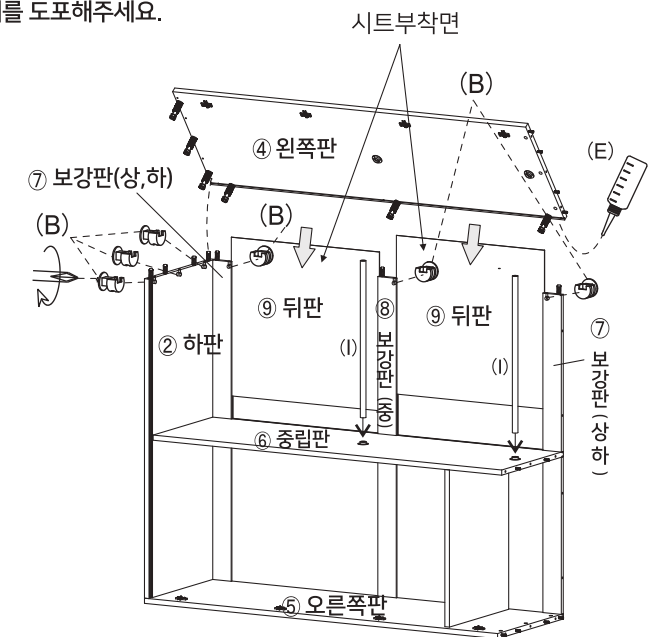 를 도포해주세요.
시트부착면
(B)
④ 왼쪽판
(E)
⑦ 보강판(상,하)
(B)
(B)
⑨ 뒤판
⑧ 보강판(중)
⑨ 뒤판
② 하판
(I)
(I)
⑦ 보강판(상하)
⑥ 중립판
⑤ 오른쪽판